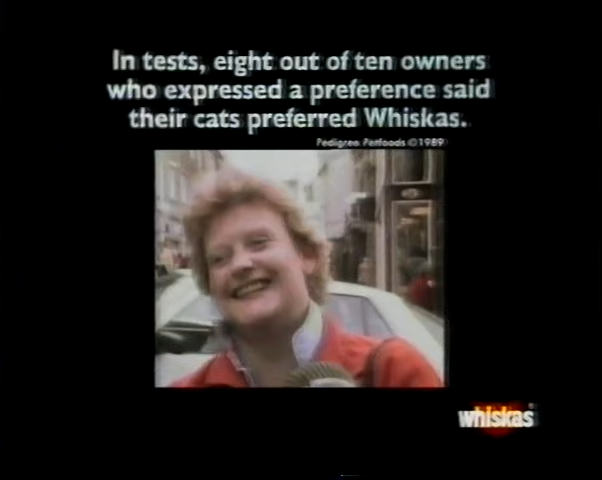 In tests, eight out of ten owners
who expressed a preference said
their cats preferred Whiskas.
Pedigree Petfoods ©1989
whiskas